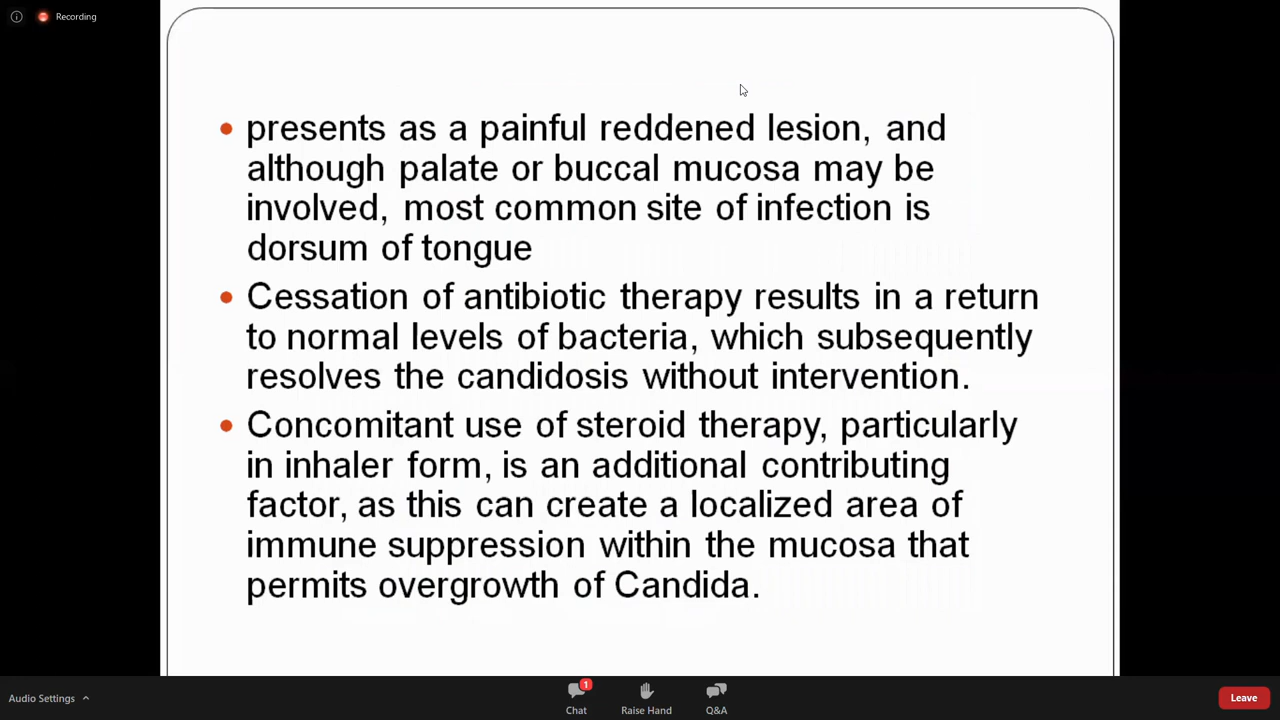 Recording
• presents as a painful reddened lesion, and
although palate or buccal mucosa may be
involved, most common site of infection is
dorsum of tongue
• Cessation of antibiotic therapy results in a return
to normal levels of bacteria, which subsequently
resolves the candidosis without intervention.
• Concomitant use of steroid therapy, particularly
in inhaler form, is an additional contributing
factor, as this can create a localized area of
immune suppression within the mucosa that
permits overgrowth of Candida.
Audio Settings
1
Chat
Raise Hand
Q&A
Leave